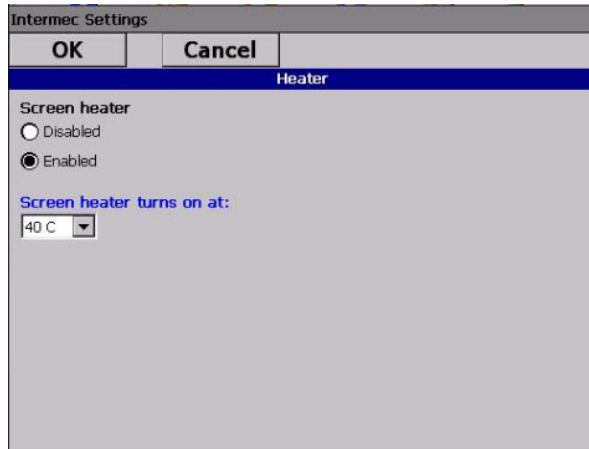 Intermec Settings
OK Cancel
Heater
Screen heater
Disabled
Enabled
Screen heater turns on at:
40 C